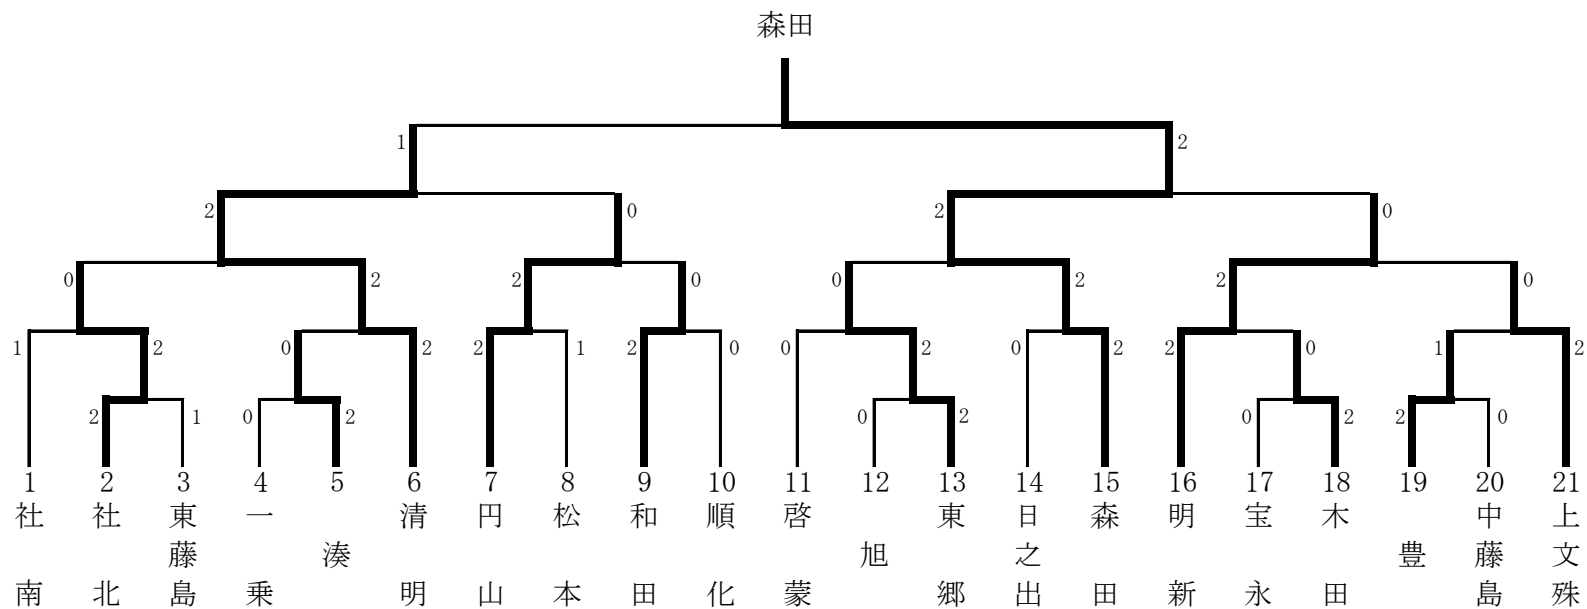 森田
1 2
2 0 2 0
0 2 2 0 0 2 2 0
1 2 0 2 2 1 2 0 0 2 0 2 2 0 1 2
2 1 0 2 0 2 0 2 2 0
1 2 3 4 5 6 7 8 9 10 11 12 13 14 15 16 17 18 19 20 21
社南
社北
東藤島
一乗
湊
清明
円山
松本
和田
順化
啓蒙
旭
東郷
日之出
森田
明新
宝永
木田
豊
中藤島
上文殊